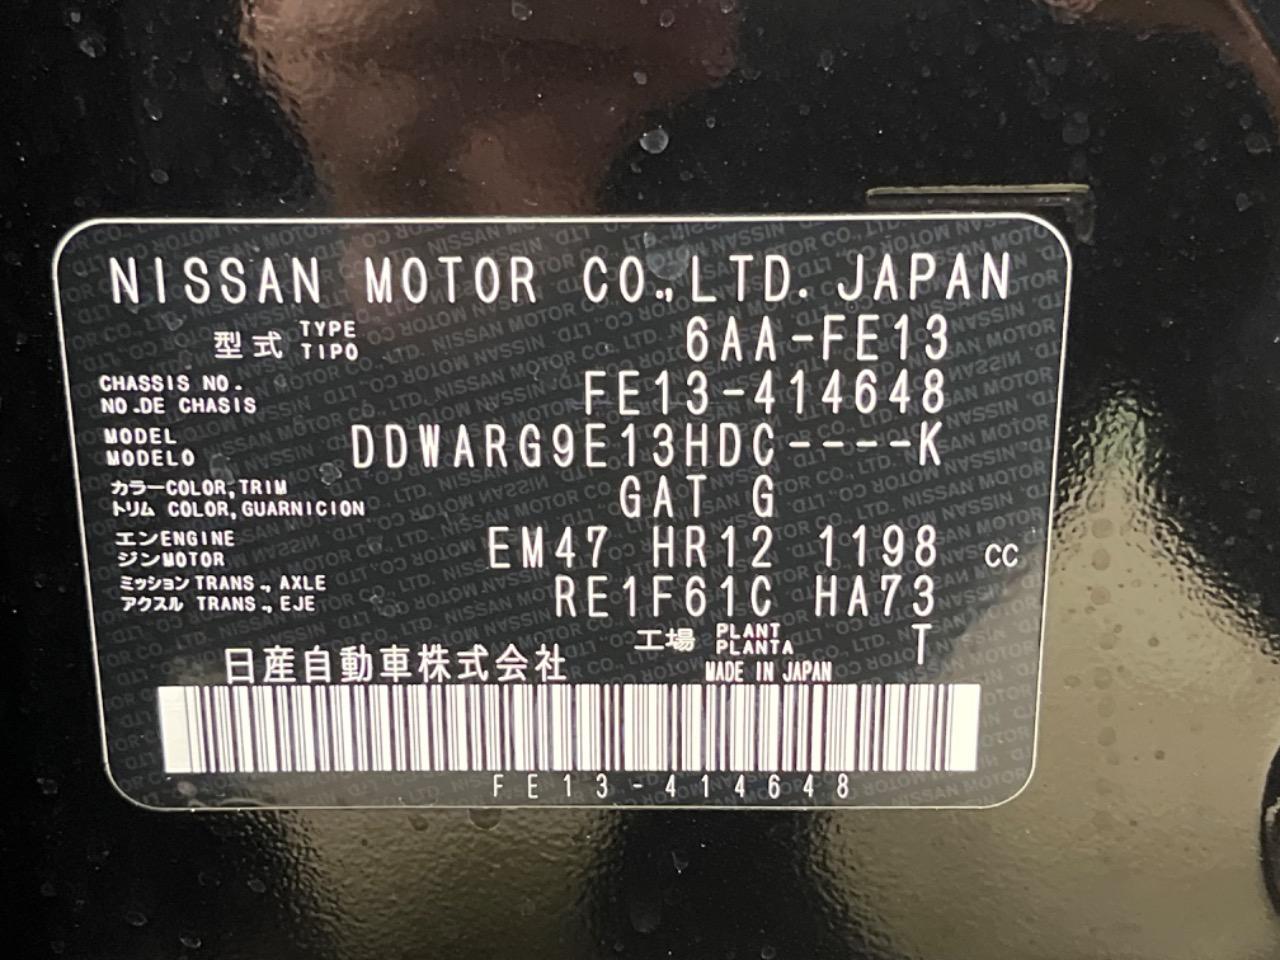 NISSAN MOTOR CO.,LTD. JAPAN
型式 TYPE TIPO 6AA-FE13
CHASSIS NO. NO.DE CHASIS FE13-414648
MODEL MODELO DDWARG9E13HDC----K
カラー COLOR,TRIM トリム COLOR,GUARNICION GAT G
エンジン ENGINE MOTOR EM47 HR12 1198 cc
ミッション TRANS.,AXLE アクスル TRANS.,EJE RE1F61C HA73
工場 PLANT PLANTA T
日産自動車株式会社 MADE IN JAPAN
FE13-414648